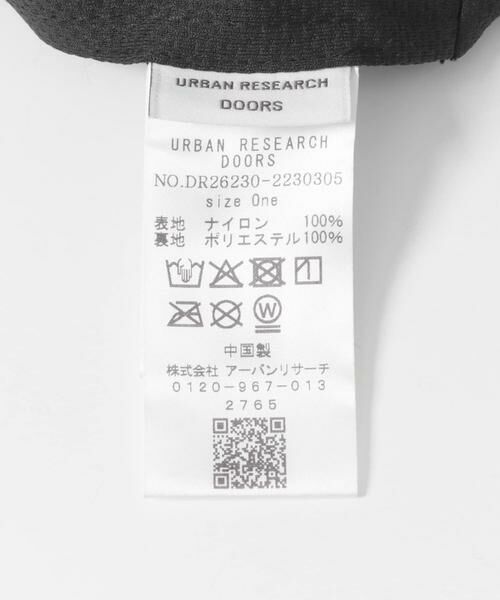 URBAN RESEARCH
DOORS
URBAN RESEARCH
DOORS
NO.DR26230-2230305
size One
表地 ナイロン 100%
裏地 ポリエステル100%
W
中国製
株式会社 アーバンリサーチ
0120-967-013
2765